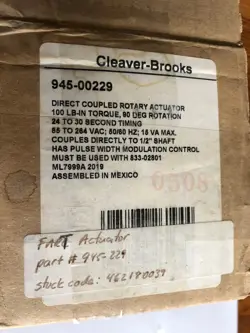 Cleaver-Brooks
945-00229
DIRECT COUPLED ROTARY ACTUATOR
100 LB-IN TORQUE, 90 DEG ROTATION
24 TO 30 SECOND TIMING
85 TO 264 VAC; 50/60 HZ; 15 VA MAX.
COUPLES DIRECTLY TO 1/2" SHAFT
HAS PULSE WIDTH MODULATION CONTROL
MUST BE USED WITH 833-02801
ML7999A 2019
ASSEMBLED IN MEXICO
0508
FART Actuator
part # 945-229
stock code: 462190039